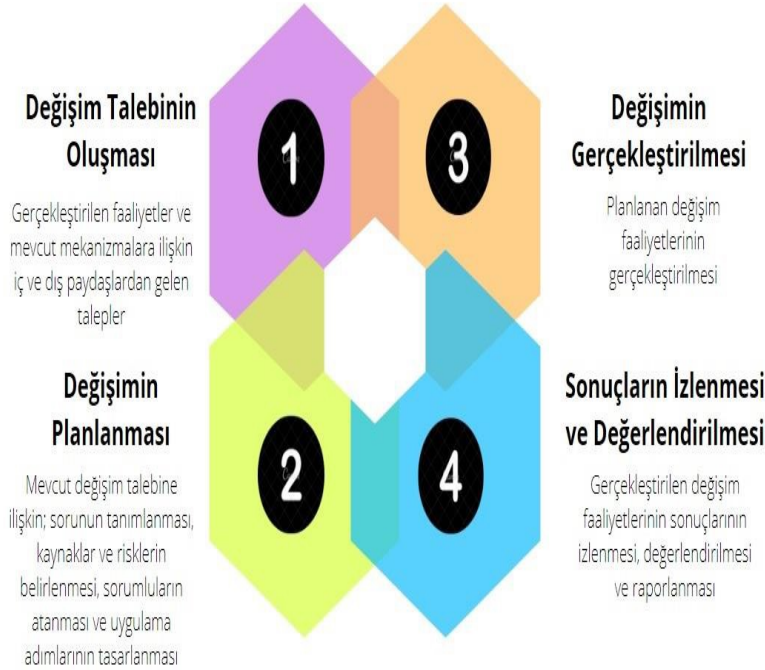 1
Değişim Talebinin
Oluşması
Gerçekleştirilen faaliyetler ve
mevcut mekanizmalara ilişkin
iç ve dış paydaşlardan gelen
talepler
2
Değişimin
Planlanması
Mevcut değişim talebine
ilişkin; sorunun tanımlanması,
kaynaklar ve risklerin
belirlenmesi, sorumluların
atanması ve uygulama
adımlarının tasarlanması
3
Değişimin
Gerçekleştirilmesi
Planlanan değişim
faaliyetlerinin
gerçekleştirilmesi
4
Sonuçların İzlenmesi
ve Değerlendirilmesi
Gerçekleştirilen değişim
faaliyetlerinin sonuçlarının
izlenmesi, değerlendirilmesi
ve raporlanması